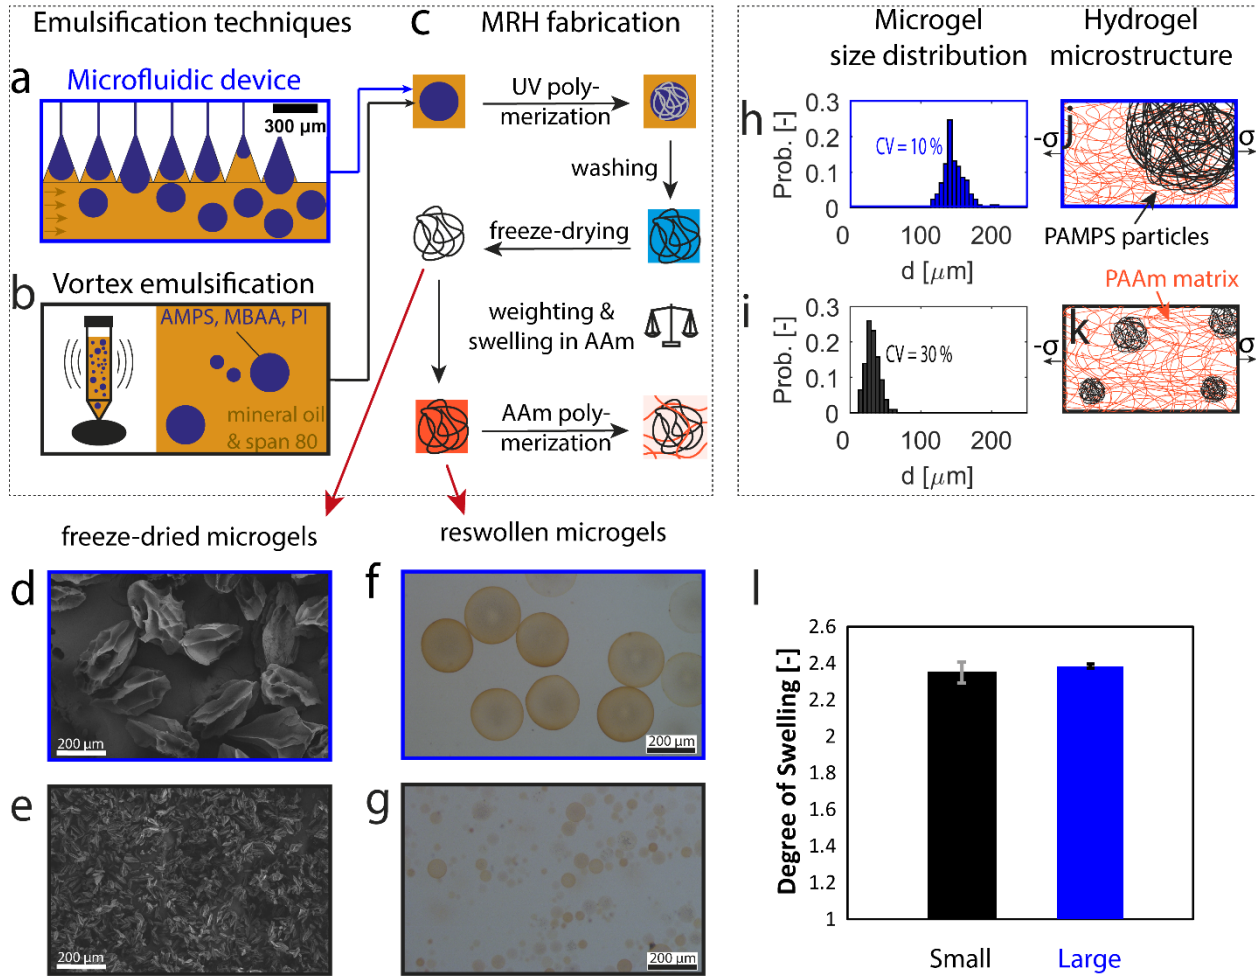 Emulsification techniques
c
MRH fabrication
a
Microfluidic device
300 µm
UV poly-
merization
washing
freeze-drying
b
Vortex emulsification
AMPS, MBAA, PI
mineral oil
& span 80
weighting &
swelling in AAm
AAm poly-
merization
Microgel
size distribution
Hydrogel
microstructure
h
0.3
0.2
0.1
0
Prob. [-]
CV = 10 %
0
100
200
d [µm]
j
-σ
σ
PAMPS particles
i
0.3
0.2
0.1
0
Prob. [-]
CV = 30 %
0
100
200
d [µm]
PAAm matrix
k
-σ
σ
freeze-dried microgels
reswollen microgels
d
200 µm
f
200 µm
e
200 µm
g
200 µm
l
Degree of Swelling [-]
2.6
2.4
2.2
2
1.8
1.6
1.4
1.2
1
Small
Large